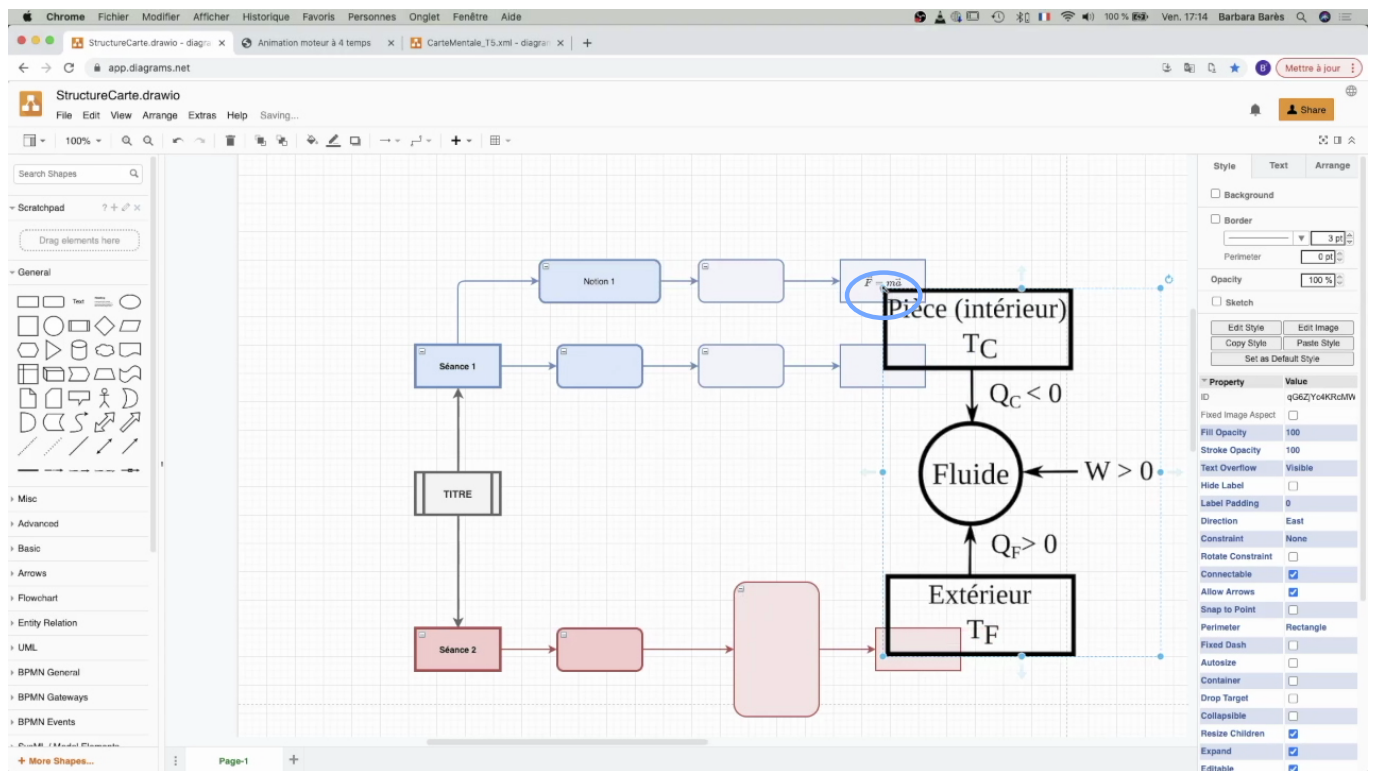 Chrome Fichier Modifier Afficher Historique Favoris Personnes Onglet Fenêtre Aide 100 % Ven. 17:14 Barbara Barès
StructureCarte.drawio - diagra × Animation moteur à 4 temps × CarteMentale_T5.xml - diagram × +
app.diagrams.net B Mettre à jour
StructureCarte.drawio
File Edit View Arrange Extras Help Saving...
Share
100%
Search Shapes
Scratchpad
Drag elements here
General
Text
Misc
Advanced
Basic
Arrows
Flowchart
Entity Relation
UML
BPMN General
BPMN Gateways
BPMN Events
+ More Shapes...
Notion 1
Séance 1
TITRE
Séance 2
F = ma
Pièce (intérieur)
TC
QC < 0
Fluide
W > 0
QF> 0
Extérieur
TF
Page-1
Style Text Arrange
Background
Border
3 pt
Perimeter 0 pt
Opacity 100 %
Sketch
Edit Style Edit Image
Copy Style Paste Style
Set as Default Style
Property Value
ID qG6ZjYc4KRcMW
Fixed Image Aspect
Fill Opacity 100
Stroke Opacity 100
Text Overflow Visible
Hide Label
Label Padding 0
Direction East
Constraint None
Rotate Constraint
Connectable
Allow Arrows
Snap to Point
Perimeter Rectangle
Fixed Dash
Autosize
Container
Drop Target
Collapsible
Resize Children
Expand
Editable